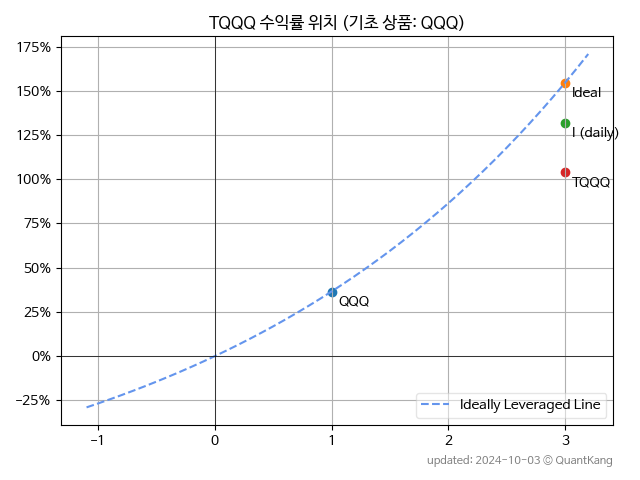 TQQQ 수익률 위치 (기초 상품: QQQ)
175%
150%
125%
100%
75%
50%
25%
0%
−25%
Ideal
I (daily)
TQQQ
QQQ
Ideally Leveraged Line
−1
0
1
2
3
updated: 2024-10-03 © QuantKang